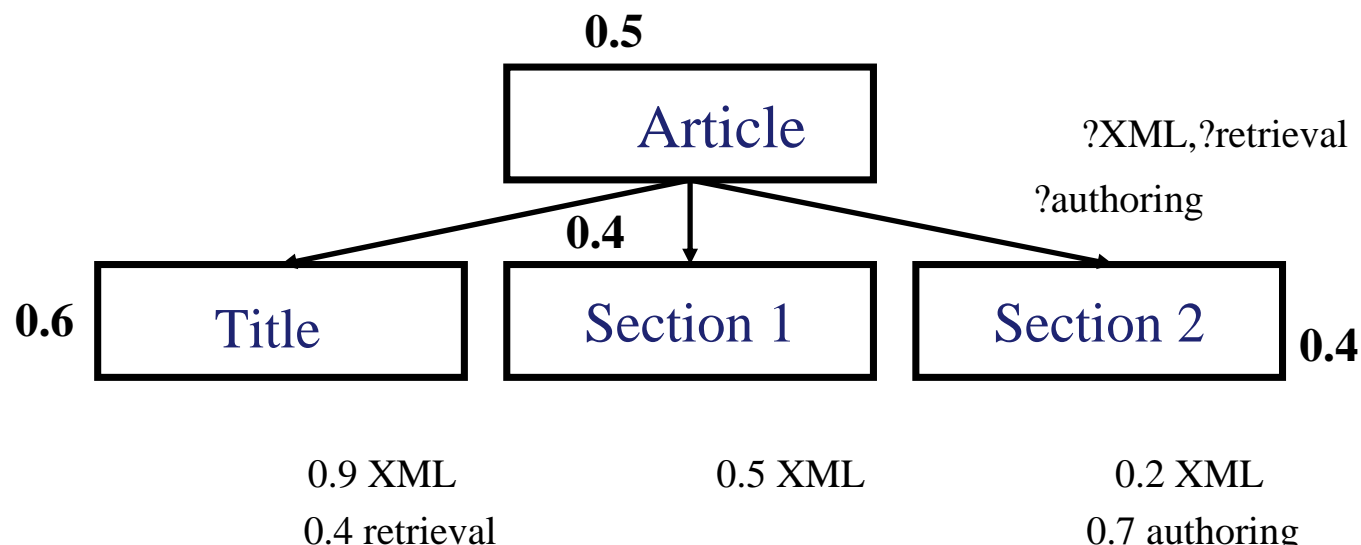 0.5
Article
?XML,?retrieval
?authoring
0.4
0.6
Title
Section 1
Section 2
0.4
0.9 XML
0.5 XML
0.2 XML
0.4 retrieval
0.7 authoring